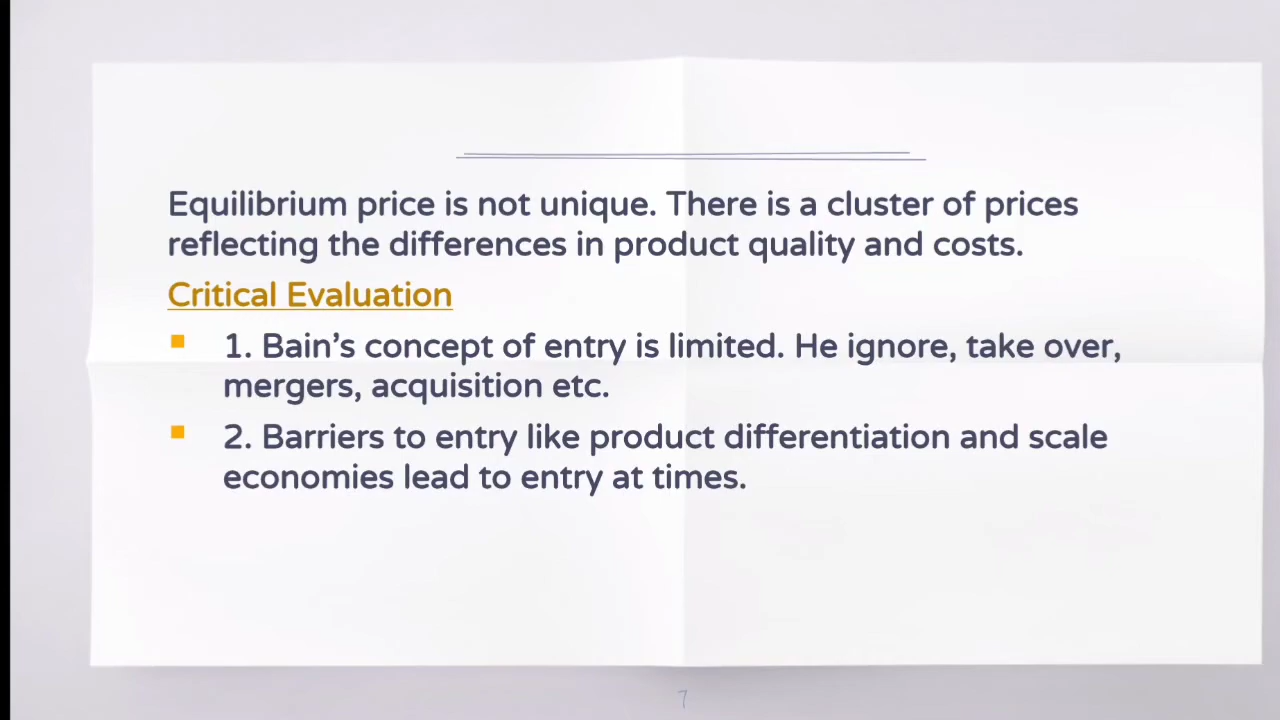 Equilibrium price is not unique. There is a cluster of prices
reflecting the differences in product quality and costs.
Critical Evaluation
1. Bain’s concept of entry is limited. He ignore, take over,
mergers, acquisition etc.
2. Barriers to entry like product differentiation and scale
economies lead to entry at times.
7